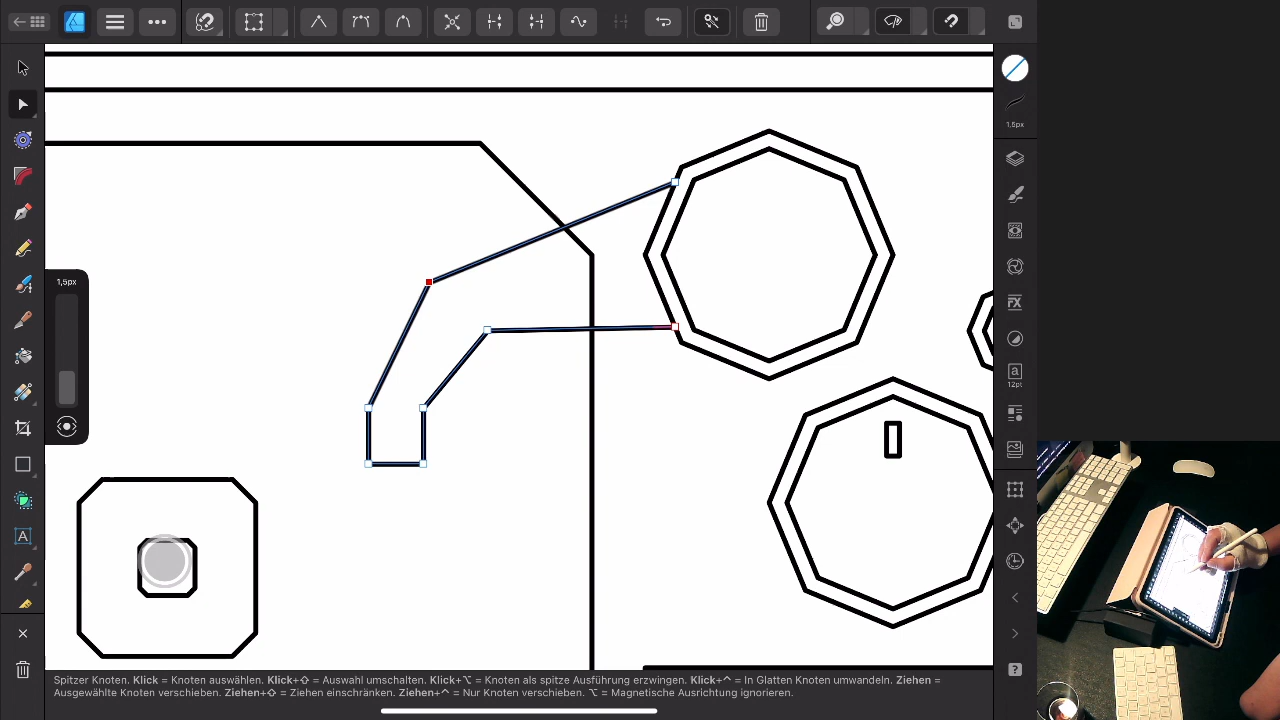 1,5px
1,5px
FX
a
12pt
A
?
Spitzer Knoten. Klick = Knoten auswählen. Klick+⇧ = Auswahl umschalten. Klick+⌥ = Knoten als spitze Ausführung erzwingen. Klick+⌃ = In Glatten Knoten umwandeln. Ziehen =
Ausgewählte Knoten verschieben. Ziehen+⇧ = Ziehen einschränken. Ziehen+⌃ = Nur Knoten verschieben. ⌥ = Magnetische Ausrichtung ignorieren.